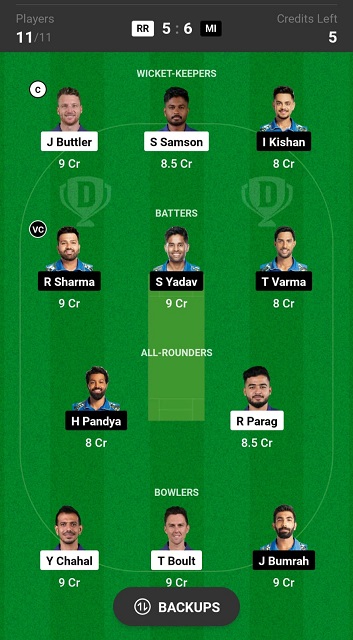 Players
Credits Left
11/11
RR 5 : 6 MI
5
WICKET-KEEPERS
C
J Buttler S Samson I Kishan
9 Cr 8.5 Cr 8 Cr
D D
BATTERS
VC
R Sharma S Yadav T Varma
9 Cr 9 Cr 8 Cr
ALL-ROUNDERS
H Pandya R Parag
8 Cr 8.5 Cr
BOWLERS
Y Chahal T Boult J Bumrah
9 Cr 9 Cr 9 Cr
BACKUPS